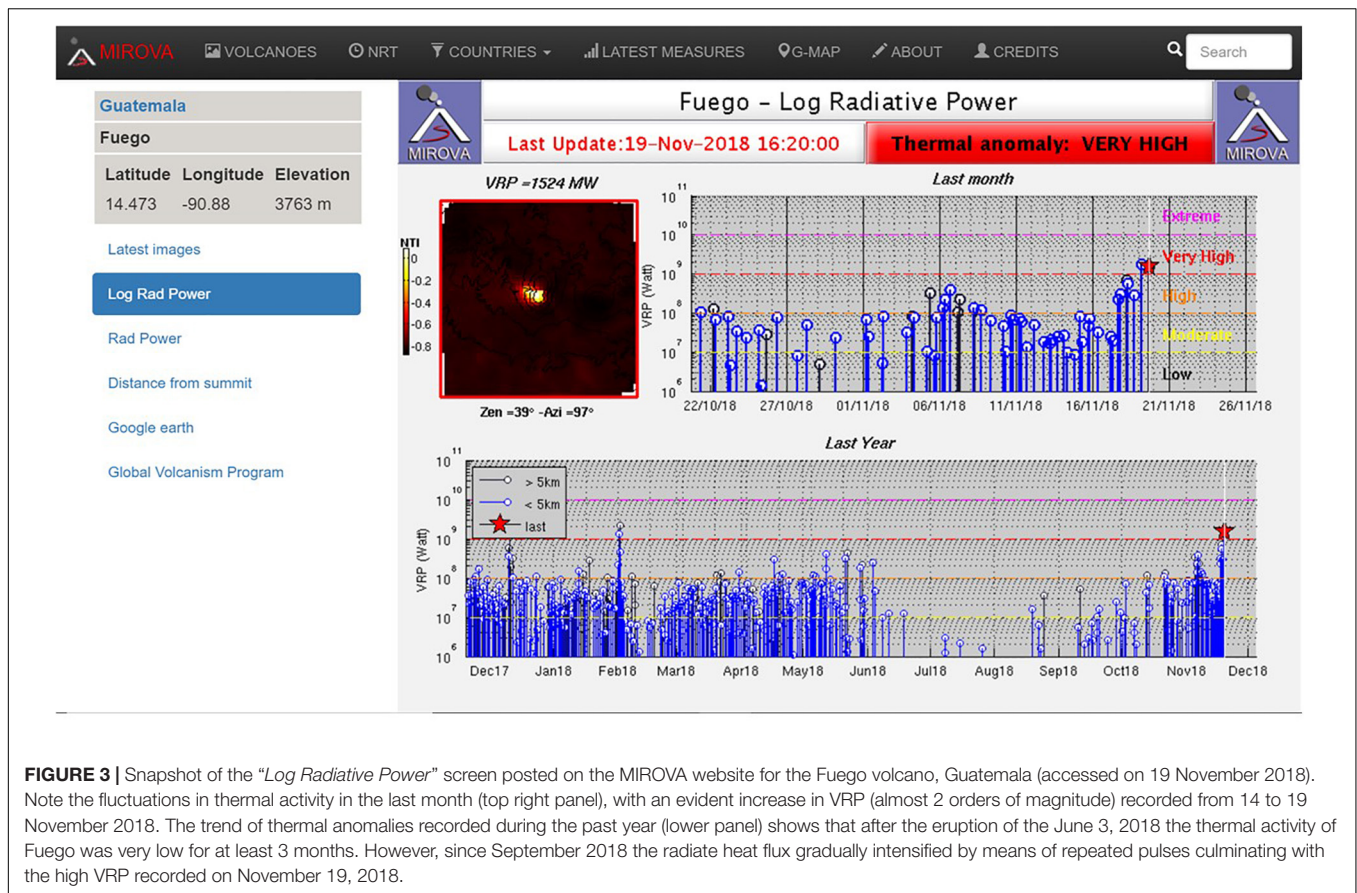 MIROVA VOLCANOES NRT COUNTRIES LATEST MEASURES G-MAP ABOUT CREDITS Search
Guatemala
Fuego
Latitude Longitude Elevation
14.473 -90.88 3763 m
Latest images
Log Rad Power
Rad Power
Distance from summit
Google earth
Global Volcanism Program
MIROVA
Fuego - Log Radiative Power
Last Update:19-Nov-2018 16:20:00
Thermal anomaly: VERY HIGH
MIROVA
VRP =1524 MW
NTI
0
-0.2
-0.4
-0.6
-0.8
Zen =39° -Azi =97°
Last month
VRP (Watt)
10 11
10 10
10 9
10 8
10 7
10 6
Extreme
Very High
High
Moderate
Low
22/10/18 27/10/18 01/11/18 06/11/18 11/11/18 16/11/18 21/11/18 26/11/18
Last Year
VRP (Watt)
10 11
10 10
10 9
10 8
10 7
10 6
> 5km
< 5km
last
Dec17 Jan18 Feb18 Mar18 Apr18 May18 Jun18 Jul18 Aug18 Sep18 Oct18 Nov18 Dec18
FIGURE 3 | Snapshot of the “Log Radiative Power” screen posted on the MIROVA website for the Fuego volcano, Guatemala (accessed on 19 November 2018).
Note the fluctuations in thermal activity in the last month (top right panel), with an evident increase in VRP (almost 2 orders of magnitude) recorded from 14 to 19
November 2018. The trend of thermal anomalies recorded during the past year (lower panel) shows that after the eruption of the June 3, 2018 the thermal activity of
Fuego was very low for at least 3 months. However, since September 2018 the radiate heat flux gradually intensified by means of repeated pulses culminating with
the high VRP recorded on November 19, 2018.